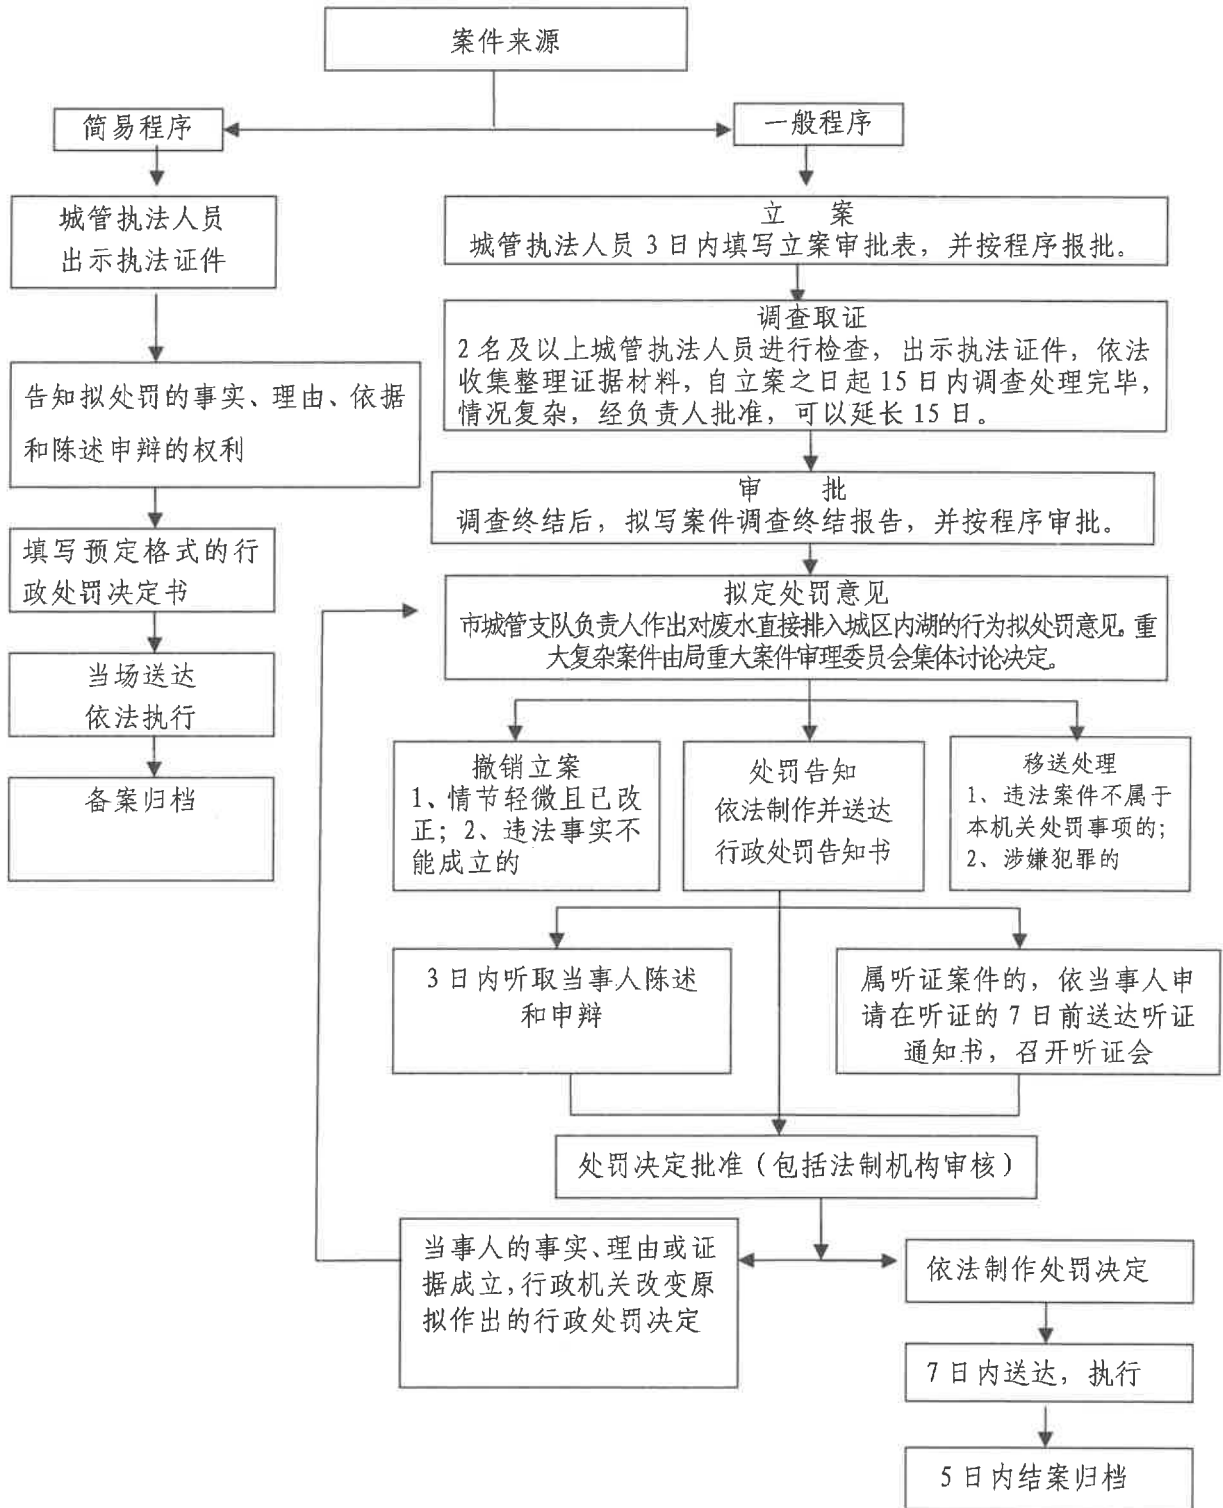 案件来源
简易程序
一般程序
城管执法人员
出示执法证件
告知拟处罚的事实、理由、依据
和陈述申辩的权利
填写预定格式的行
政处罚决定书
当场送达
依法执行
备案归档
立 案
城管执法人员 3 日内填写立案审批表，并按程序报批。
调查取证
2 名及以上城管执法人员进行检查，出示执法证件，依法
收集整理证据材料，自立案之日起 15 日内调查处理完毕，
情况复杂，经负责人批准，可以延长 15 日。
审 批
调查终结后，拟写案件调查终结报告，并按程序审批。
拟定处罚意见
市城管支队负责人作出对废水直接排入城区内湖的行为拟处罚意见。重
大复杂案件由局重大案件审理委员会集体讨论决定。
撤销立案
1、情节轻微且已改
正；2、违法事实不
能成立的
处罚告知
依法制作并送达
行政处罚告知书
移送处理
1、违法案件不属于
本机关处罚事项的；
2、涉嫌犯罪的
3 日内听取当事人陈述
和申辩
属听证案件的，依当事人申
请在听证的 7 日前送达听证
通知书，召开听证会
处罚决定批准（包括法制机构审核）
当事人的事实、理由或证
据成立，行政机关改变原
拟作出的行政处罚决定
依法制作处罚决定
7 日内送达，执行
5 日内结案归档